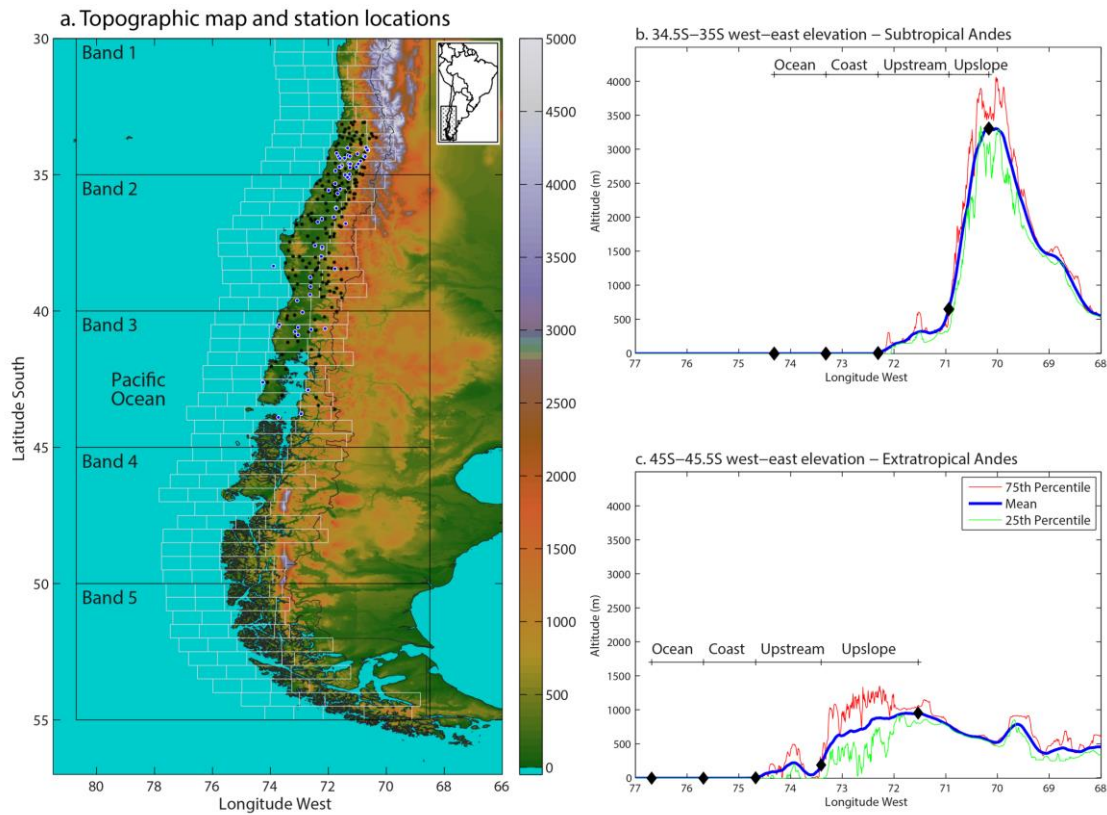 a. Topographic map and station locations
30
35
40
45
50
55
Latitude South
Band 1
Band 2
Band 3
Pacific
Ocean
Band 4
Band 5
80
75
70
66
Longitude West
5000
4500
4000
3500
3000
2500
2000
1500
1000
500
0
b. 34.5S−35S west−east elevation − Subtropical Andes
Ocean Coast Upstream Upslope
4000
3500
3000
2500
2000
1500
1000
500
0
Altitude (m)
77 76 75 74 73 72 71 70 69 68
Longitude West
c. 45S−45.5S west−east elevation − Extratropical Andes
75th Percentile
Mean
25th Percentile
4000
3500
3000
2500
2000
1500
1000
500
0
Altitude (m)
Ocean Coast Upstream Upslope
77 76 75 74 73 72 71 70 69 68
Longitude West